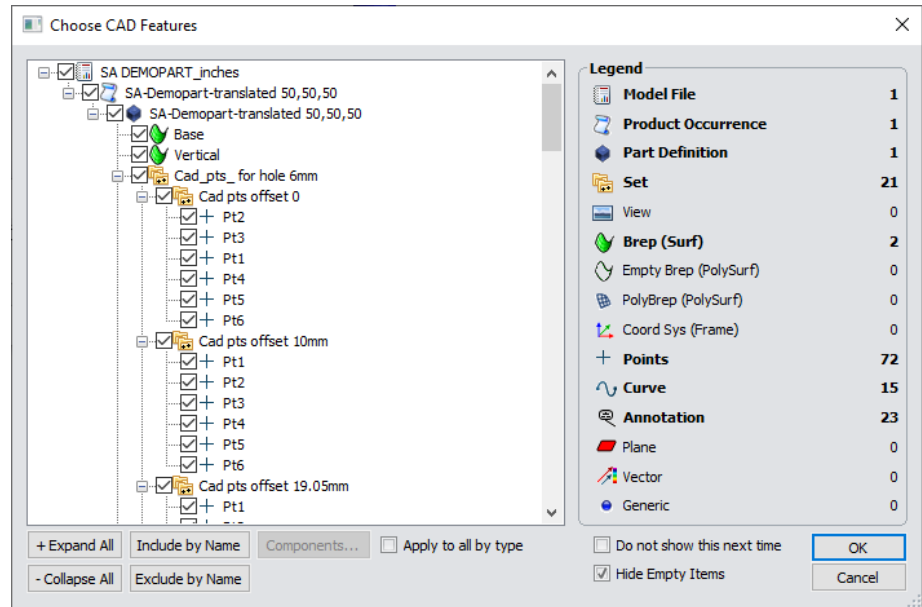 Choose CAD Features
SA DEMOPART_inches
SA-Demopart-translated 50,50,50
SA-Demopart-translated 50,50,50
Base
Vertical
Cad_pts_ for hole 6mm
Cad pts offset 0
Pt2
Pt3
Pt1
Pt4
Pt5
Pt6
Cad pts offset 10mm
Pt1
Pt2
Pt3
Pt4
Pt5
Pt6
Cad pts offset 19.05mm
Pt1
Legend
Model File 1
Product Occurrence 1
Part Definition 1
Set 21
View 0
Brep (Surf) 2
Empty Brep (PolySurf) 0
PolyBrep (PolySurf) 0
Coord Sys (Frame) 0
Points 72
Curve 15
Annotation 23
Plane 0
Vector 0
Generic 0
+ Expand All Include by Name Components... Apply to all by type
- Collapse All Exclude by Name
Do not show this next time OK
Hide Empty Items Cancel